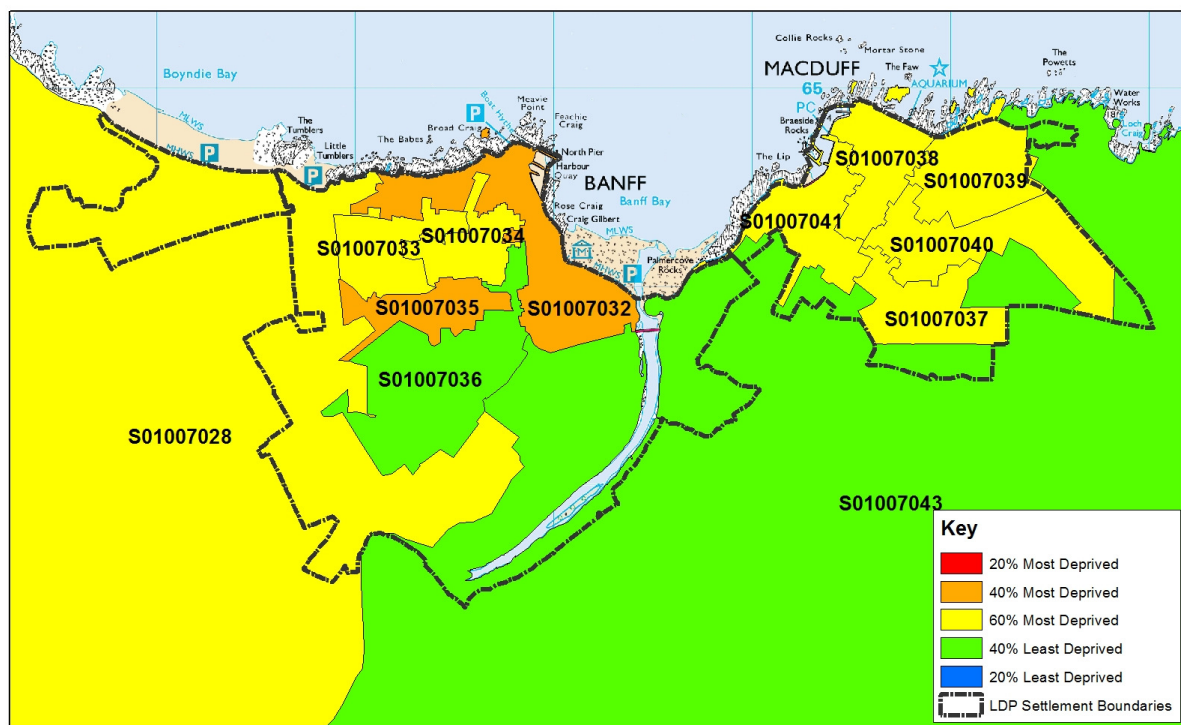 Collie Rocks
Mortar Stone
The Powetts
Boyndie Bay
MACDUFF
The Faw
65
AQUARIUM
PC
Water Works
Loch Craig
18
MLWS
MHWS
P
The Tumblers
Little Tumblers
P
The Babes
Broad Craig
P
Boat Hythe
Meavie Point
Feachie Craig
North Pier
Harbour Quay
BANFF
Banff Bay
Rose Craig
Craig Gilbert
MLWS
M
MHWS
P
Palmercove Rocks
Braeside Rocks
The Lip
S01007038
S01007039
S01007041
S01007040
S01007033
S01007034
S01007035
S01007032
S01007037
S01007036
S01007028
S01007043
Key
20% Most Deprived
40% Most Deprived
60% Most Deprived
40% Least Deprived
20% Least Deprived
LDP Settlement Boundaries